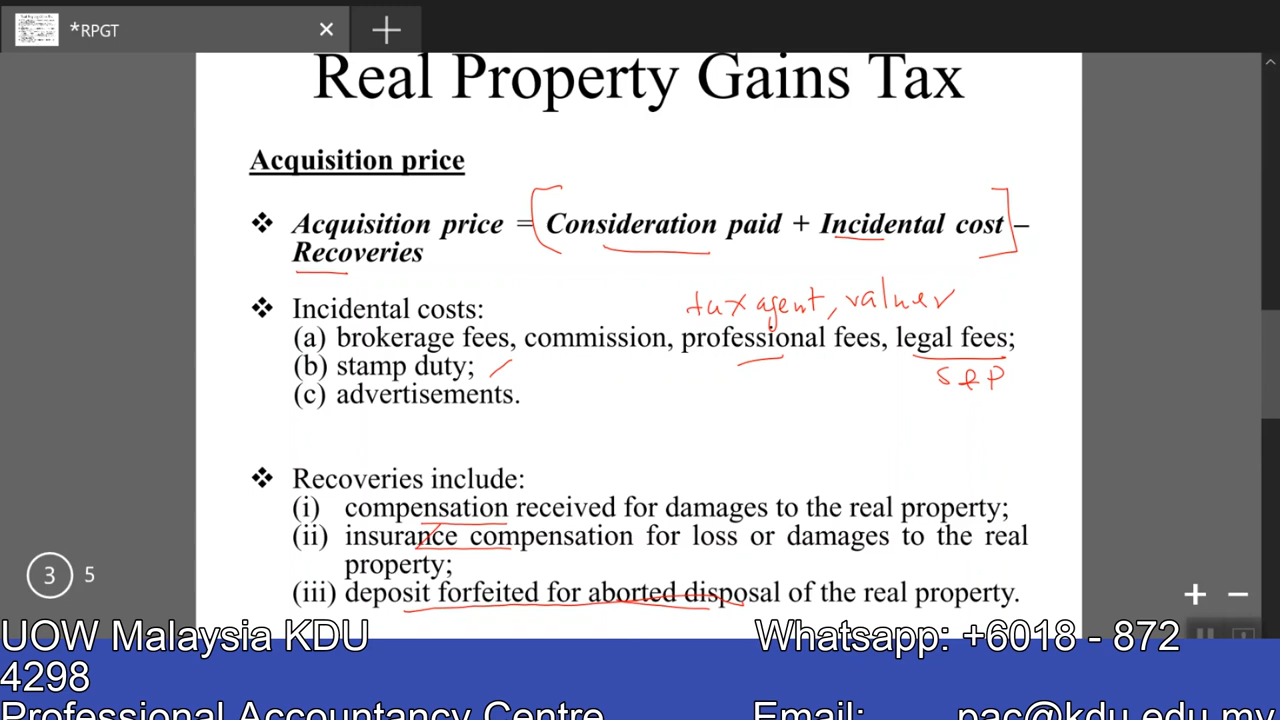 *RPGT
Real Property Gains Tax
Acquisition price
❖ Acquisition price = Consideration paid + Incidental cost –
Recoveries
tax agent, valuer
❖ Incidental costs:
(a) brokerage fees, commission, professional fees, legal fees;
(b) stamp duty;
S & P
(c) advertisements.
❖ Recoveries include:
(i) compensation received for damages to the real property;
(ii) insurance compensation for loss or damages to the real
property;
(iii) deposit forfeited for aborted disposal of the real property.
3 5
UOW Malaysia KDU Whatsapp: +6018 - 872
4298
Professional Accountancy Centre Email: pac@kdu.edu.my